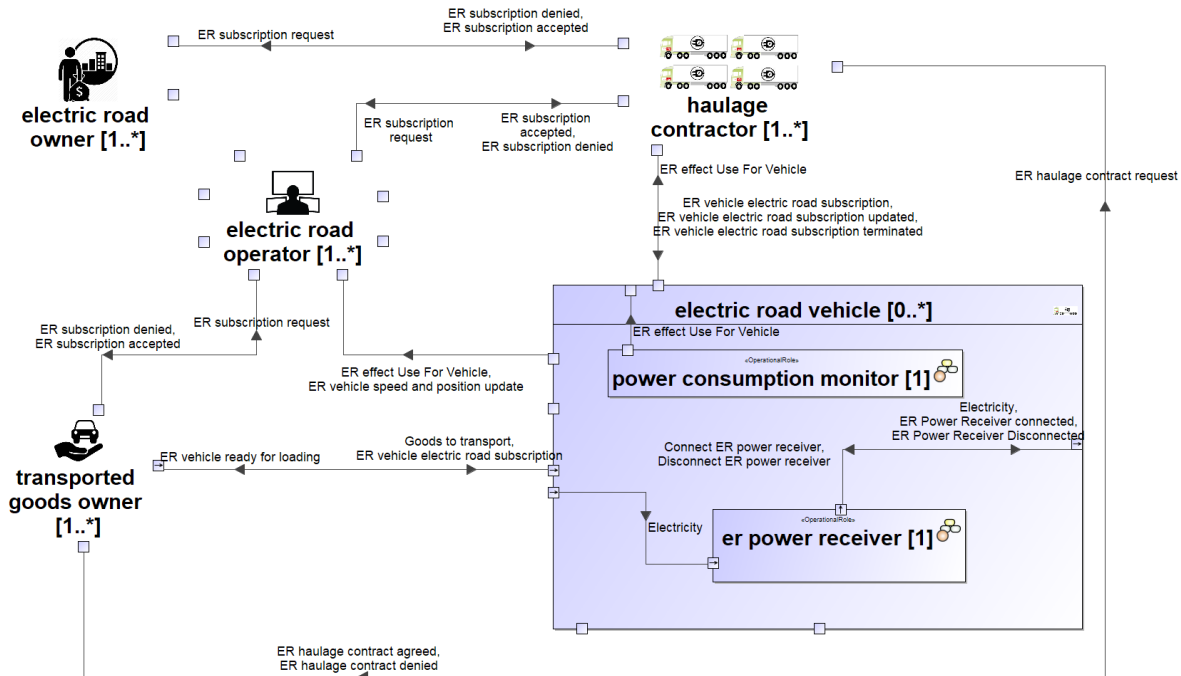 ER subscription denied,
ER subscription accepted
ER subscription request
electric road
owner [1..*]
haulage
contractor [1..*]
ER subscription
request
ER subscription
accepted,
ER subscription denied
ER effect Use For Vehicle
ER haulage contract request
ER vehicle electric road subscription,
ER vehicle electric road subscription updated,
ER vehicle electric road subscription terminated
electric road
operator [1..*]
electric road vehicle [0..*]
ER subscription denied,
ER subscription accepted
ER subscription request
ER effect Use For Vehicle
«OperationalRole»
power consumption monitor [1]
ER effect Use For Vehicle,
ER vehicle speed and position update
Electricity,
ER Power Receiver connected,
ER Power Receiver Disconnected
Goods to transport,
ER vehicle electric road subscription
ER vehicle ready for loading
Connect ER power receiver,
Disconnect ER power receiver
transported
goods owner
[1..*]
Electricity
«OperationalRole»
er power receiver [1]
ER haulage contract agreed,
ER haulage contract denied